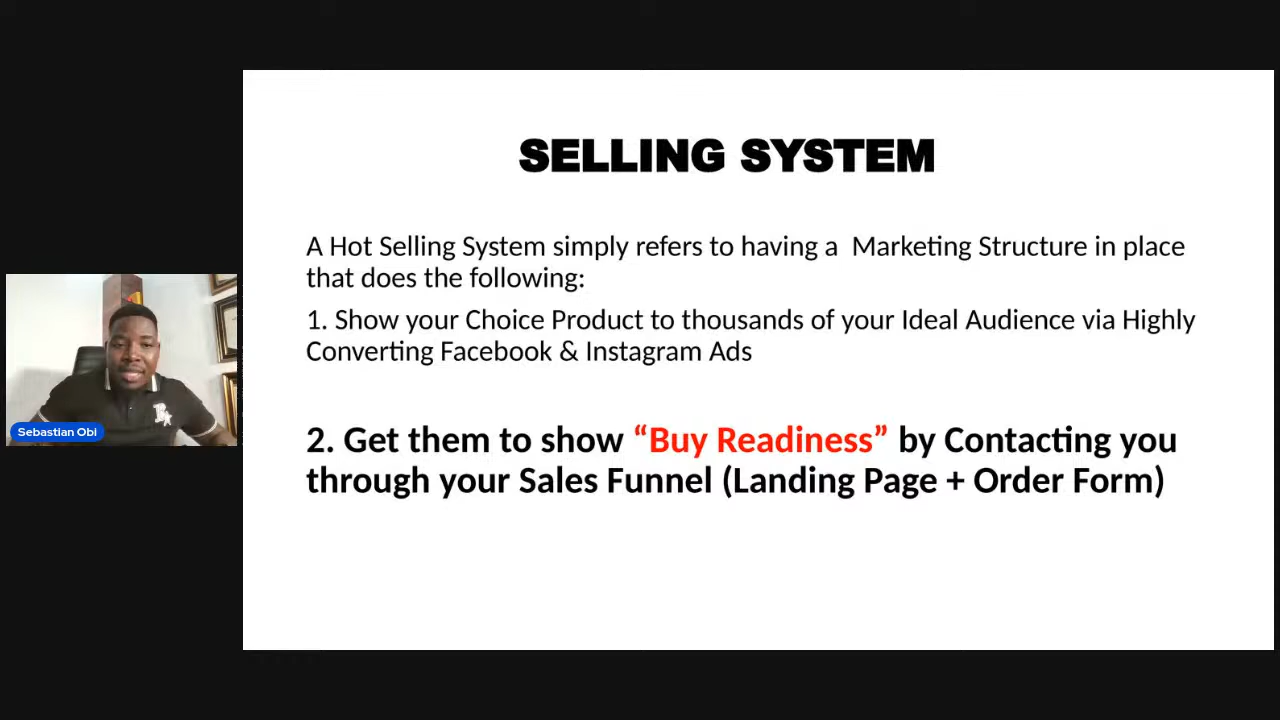 SELLING SYSTEM
A Hot Selling System simply refers to having a  Marketing Structure in place
that does the following:
1. Show your Choice Product to thousands of your Ideal Audience via Highly
Converting Facebook & Instagram Ads
2. Get them to show “Buy Readiness” by Contacting you
through your Sales Funnel (Landing Page + Order Form)
Sebastian Obi